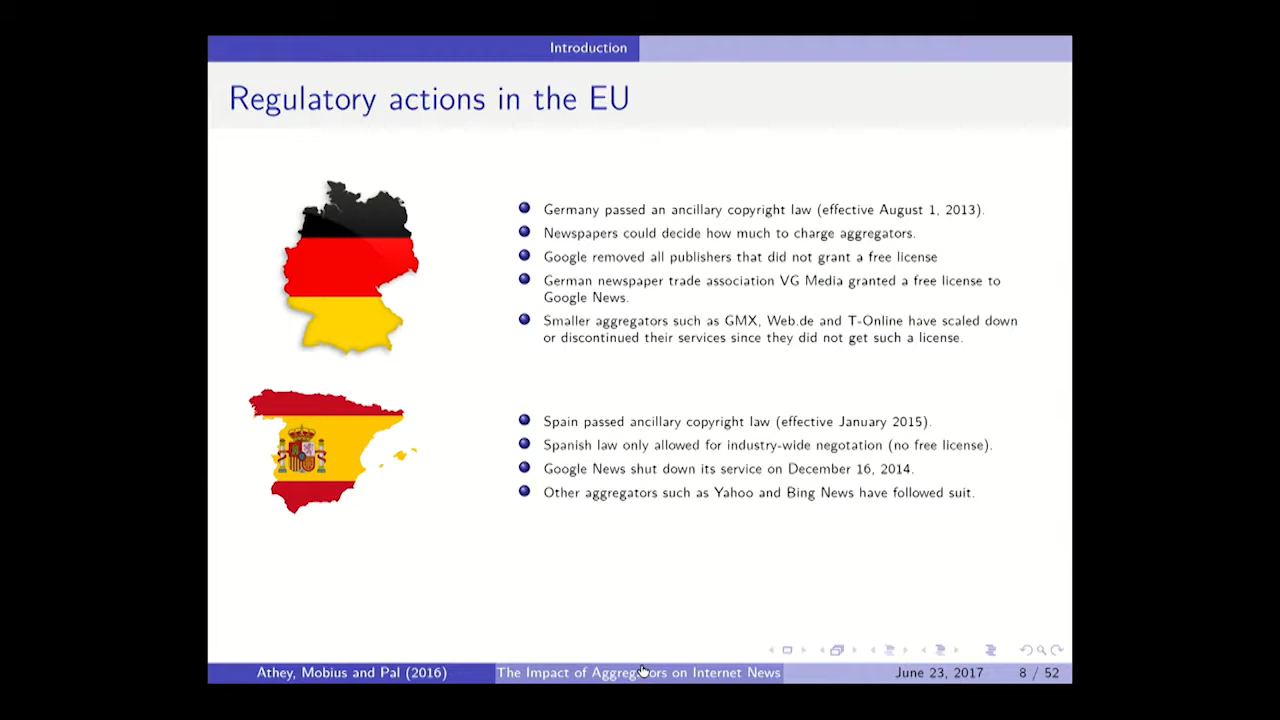 Introduction
Regulatory actions in the EU
Germany passed an ancillary copyright law (effective August 1, 2013).
Newspapers could decide how much to charge aggregators.
Google removed all publishers that did not grant a free license
German newspaper trade association VG Media granted a free license to
Google News.
Smaller aggregators such as GMX, Web.de and T-Online have scaled down
or discontinued their services since they did not get such a license.
Spain passed ancillary copyright law (effective January 2015).
Spanish law only allowed for industry-wide negotation (no free license).
Google News shut down its service on December 16, 2014.
Other aggregators such as Yahoo and Bing News have followed suit.
Athey, Mobius and Pal (2016)
The Impact of Aggregators on Internet News
June 23, 2017
8 / 52